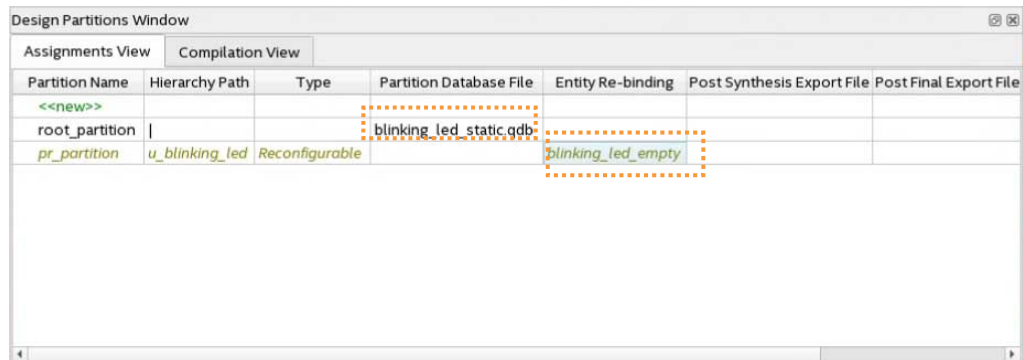 Design Partitions Window
Assignments View Compilation View
Partition Name Hierarchy Path Type Partition Database File Entity Re-binding Post Synthesis Export File Post Final Export File
<<new>>
root_partition | blinking_led_static.qdb
pr_partition u_blinking_led Reconfigurable blinking_led_empty